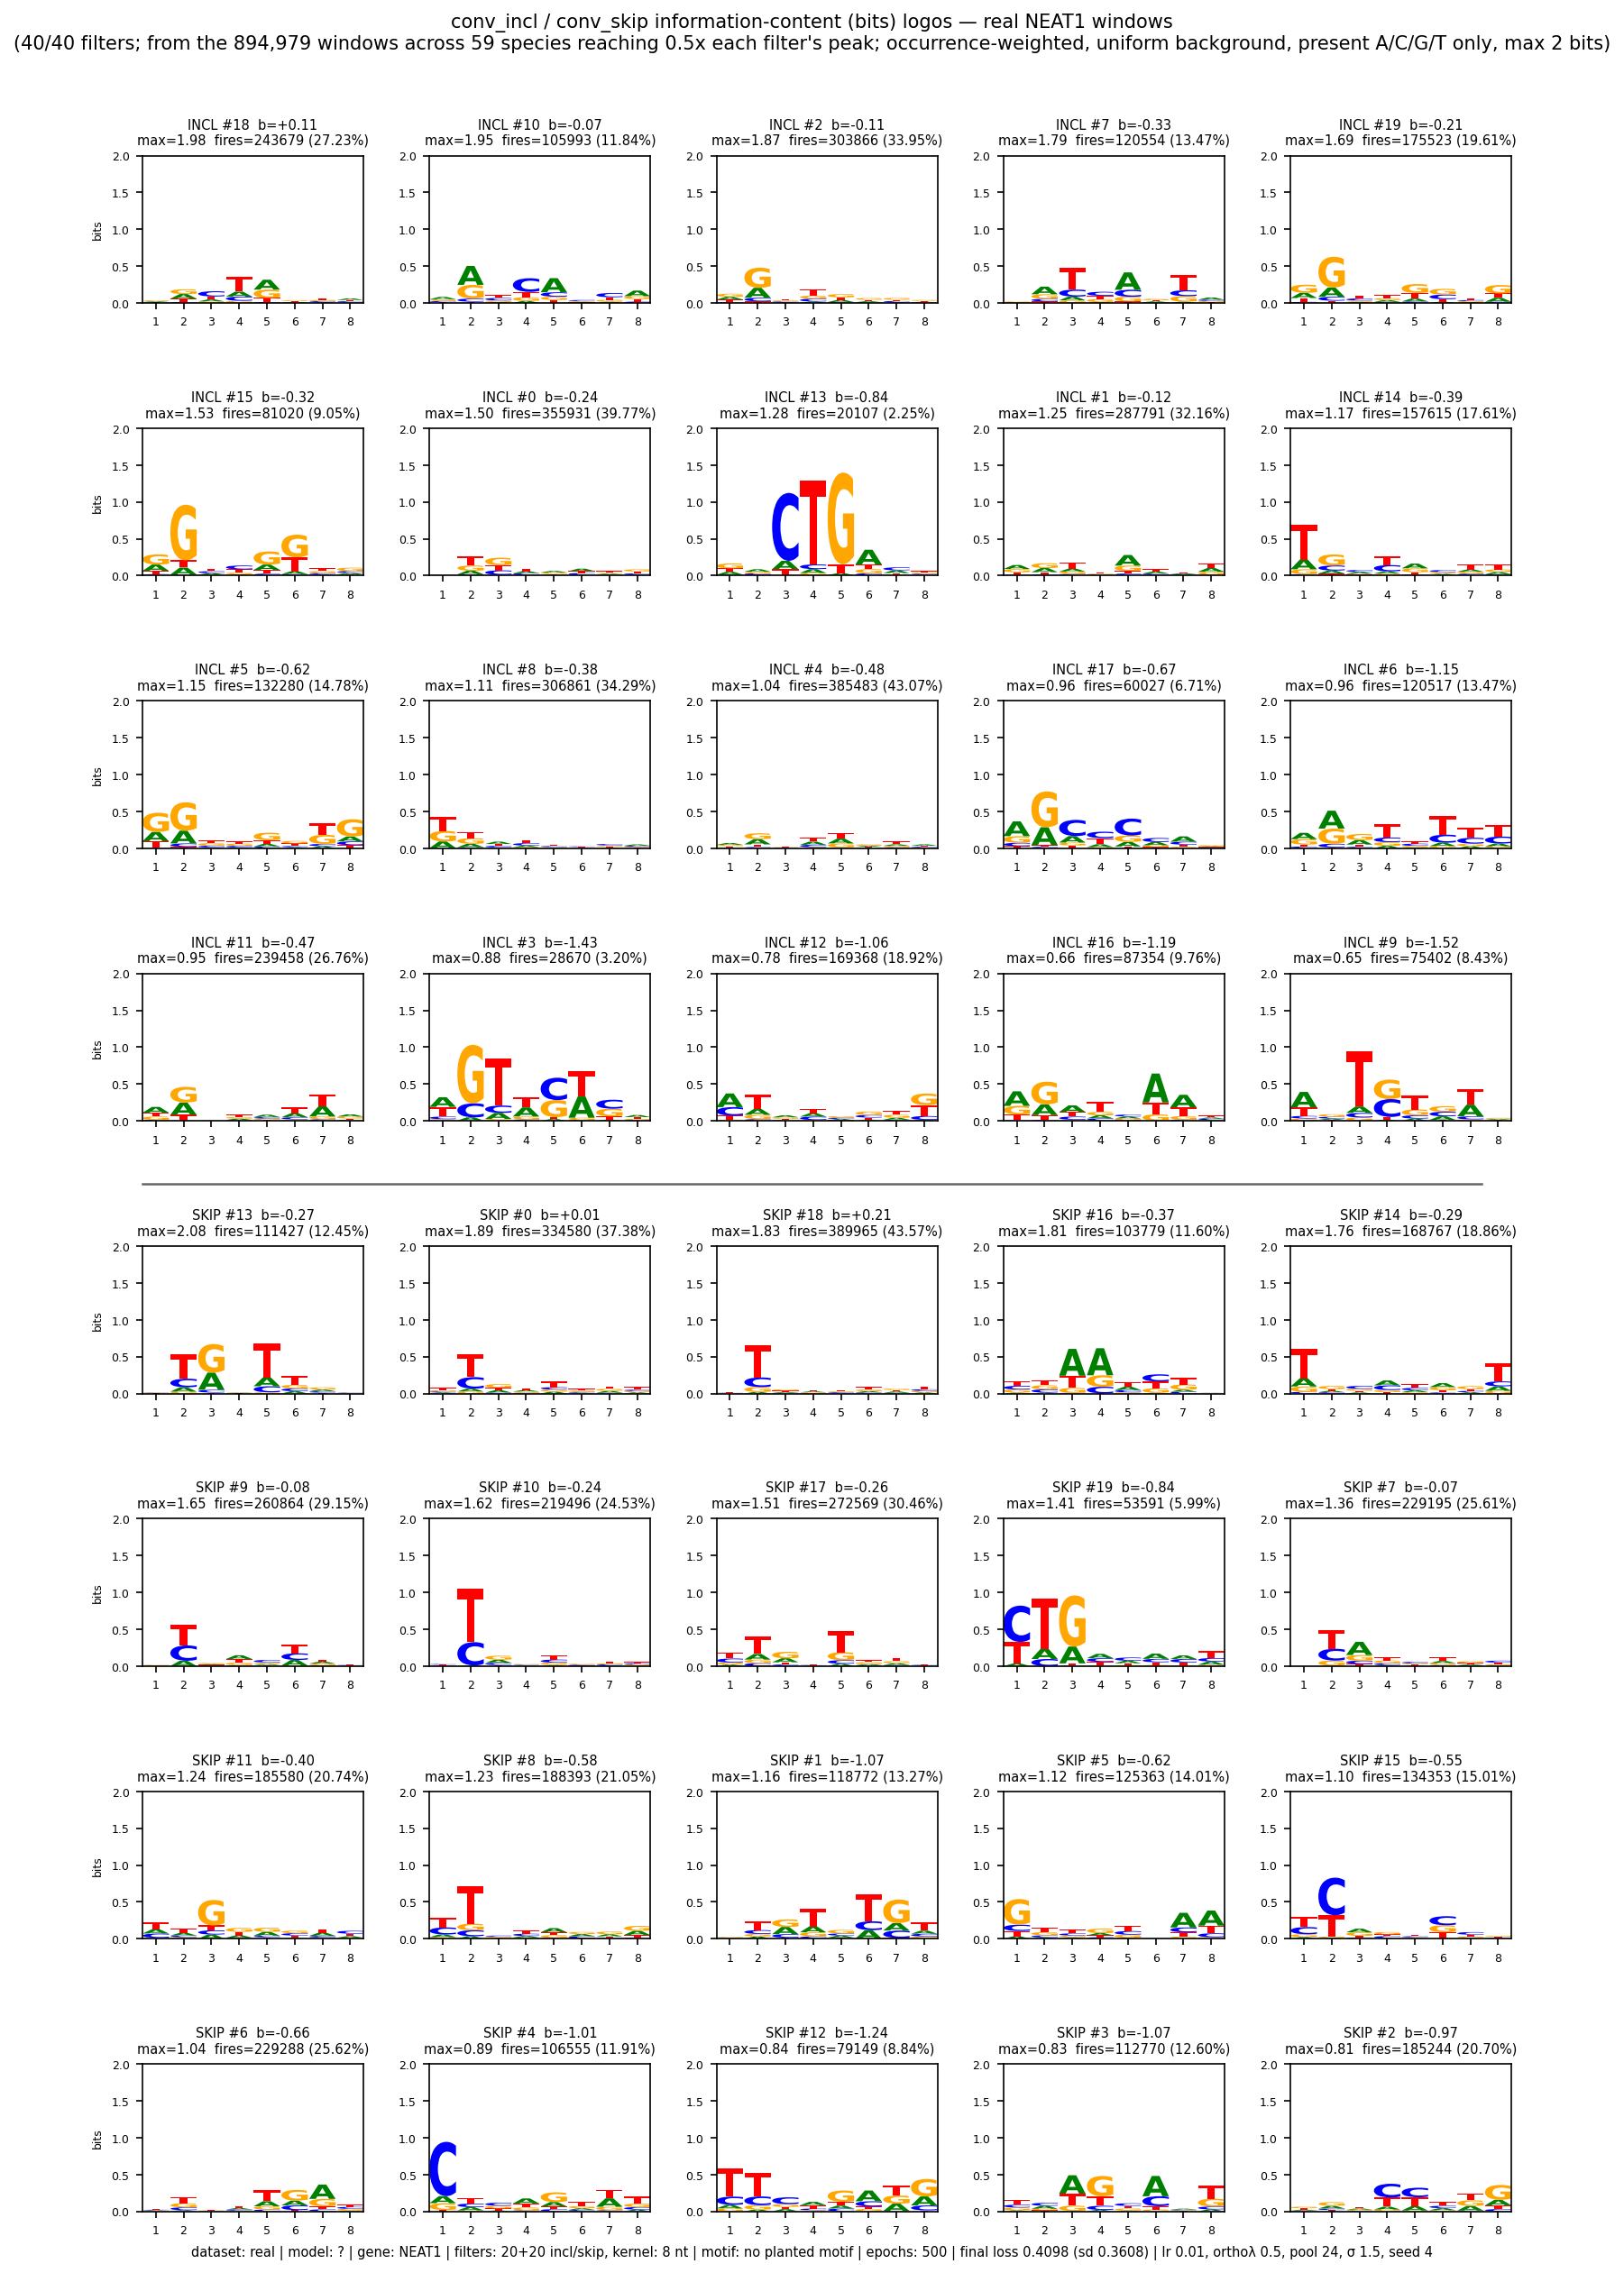 conv_incl / conv_skip information-content (bits) logos — real NEAT1 windows
(40/40 filters; from the 894,979 windows across 59 species reaching 0.5x each filter's peak; occurrence-weighted, uniform background, present A/C/G/T only, max 2 bits)
INCL #18 b=+0.11
max=1.98 fires=243679 (27.23%)
INCL #10 b=-0.07
max=1.95 fires=105993 (11.84%)
INCL #2 b=-0.11
max=1.87 fires=303866 (33.95%)
INCL #7 b=-0.33
max=1.79 fires=120554 (13.47%)
INCL #19 b=-0.21
max=1.69 fires=175523 (19.61%)
INCL #15 b=-0.32
max=1.53 fires=81020 (9.05%)
INCL #0 b=-0.24
max=1.50 fires=355931 (39.77%)
INCL #13 b=-0.84
max=1.28 fires=20107 (2.25%)
INCL #1 b=-0.12
max=1.25 fires=287791 (32.16%)
INCL #14 b=-0.39
max=1.17 fires=157615 (17.61%)
INCL #5 b=-0.62
max=1.15 fires=132280 (14.78%)
INCL #8 b=-0.38
max=1.11 fires=306861 (34.29%)
INCL #4 b=-0.48
max=1.04 fires=385483 (43.07%)
INCL #17 b=-0.67
max=0.96 fires=60027 (6.71%)
INCL #6 b=-1.15
max=0.96 fires=120517 (13.47%)
INCL #11 b=-0.47
max=0.95 fires=239458 (26.76%)
INCL #3 b=-1.43
max=0.88 fires=28670 (3.20%)
INCL #12 b=-1.06
max=0.78 fires=169368 (18.92%)
INCL #16 b=-1.19
max=0.66 fires=87354 (9.76%)
INCL #9 b=-1.52
max=0.65 fires=75402 (8.43%)
SKIP #13 b=-0.27
max=2.08 fires=111427 (12.45%)
SKIP #0 b=+0.01
max=1.89 fires=334580 (37.38%)
SKIP #18 b=+0.21
max=1.83 fires=389965 (43.57%)
SKIP #16 b=-0.37
max=1.81 fires=103779 (11.60%)
SKIP #14 b=-0.29
max=1.76 fires=168767 (18.86%)
SKIP #9 b=-0.08
max=1.65 fires=260864 (29.15%)
SKIP #10 b=-0.24
max=1.62 fires=219496 (24.53%)
SKIP #17 b=-0.26
max=1.51 fires=272569 (30.46%)
SKIP #19 b=-0.84
max=1.41 fires=53591 (5.99%)
SKIP #7 b=-0.07
max=1.36 fires=229195 (25.61%)
SKIP #11 b=-0.40
max=1.24 fires=185580 (20.74%)
SKIP #8 b=-0.58
max=1.23 fires=188393 (21.05%)
SKIP #1 b=-1.07
max=1.16 fires=118772 (13.27%)
SKIP #5 b=-0.62
max=1.12 fires=125363 (14.01%)
SKIP #15 b=-0.55
max=1.10 fires=134353 (15.01%)
SKIP #6 b=-0.66
max=1.04 fires=229288 (25.62%)
SKIP #4 b=-1.01
max=0.89 fires=106555 (11.91%)
SKIP #12 b=-1.24
max=0.84 fires=79149 (8.84%)
SKIP #3 b=-1.07
max=0.83 fires=112770 (12.60%)
SKIP #2 b=-0.97
max=0.81 fires=185244 (20.70%)
dataset: real | model: ? | gene: NEAT1 | filters: 20+20 incl/skip, kernel: 8 nt | motif: no planted motif | epochs: 500 | final loss 0.4098 (sd 0.3608) | lr 0.01, orthoλ 0.5, pool 24, σ 1.5, seed 4